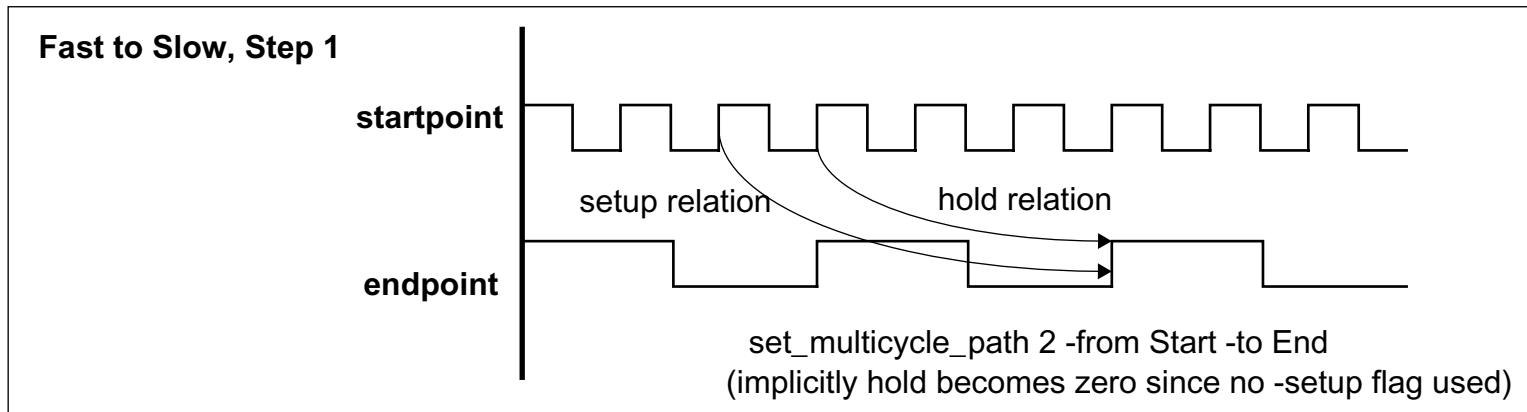 Fast to Slow, Step 1
startpoint
setup relation
hold relation
endpoint
set_multicycle_path 2 -from Start -to End
(implicitly hold becomes zero since no -setup flag used)